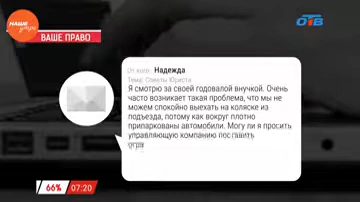 НАШЕ
утро
ОТВ
ВАШЕ ПРАВО
От кого: Надежда
Тема: Советы Юриста
Я смотрю за своей годовалой внучкой. Очень
часто возникает такая проблема, что мы не
можем спокойно выехать на коляске из
подъезда, потому как вокруг плотно
припаркованы автомобили. Могу ли я просить
управляющую компанию поставить
огра
66%
07:20